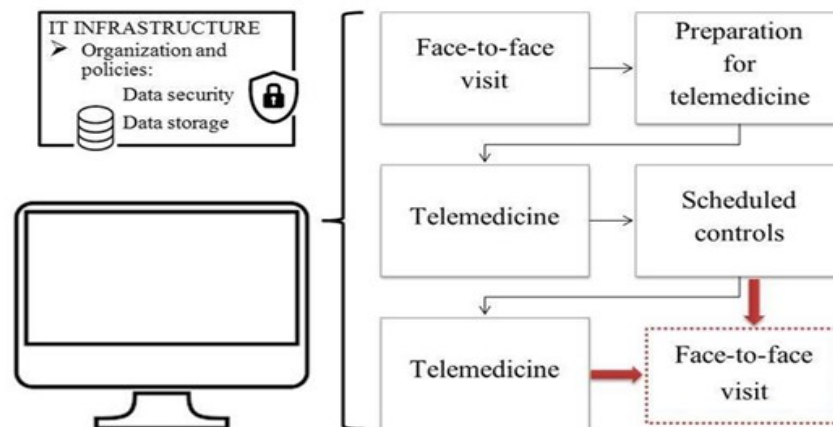 IT INFRASTRUCTURE
➢ Organization and
policies:
Data security
Data storage
Face-to-face
visit
Preparation
for
telemedicine
Telemedicine
Scheduled
controls
Telemedicine
Face-to-face
visit